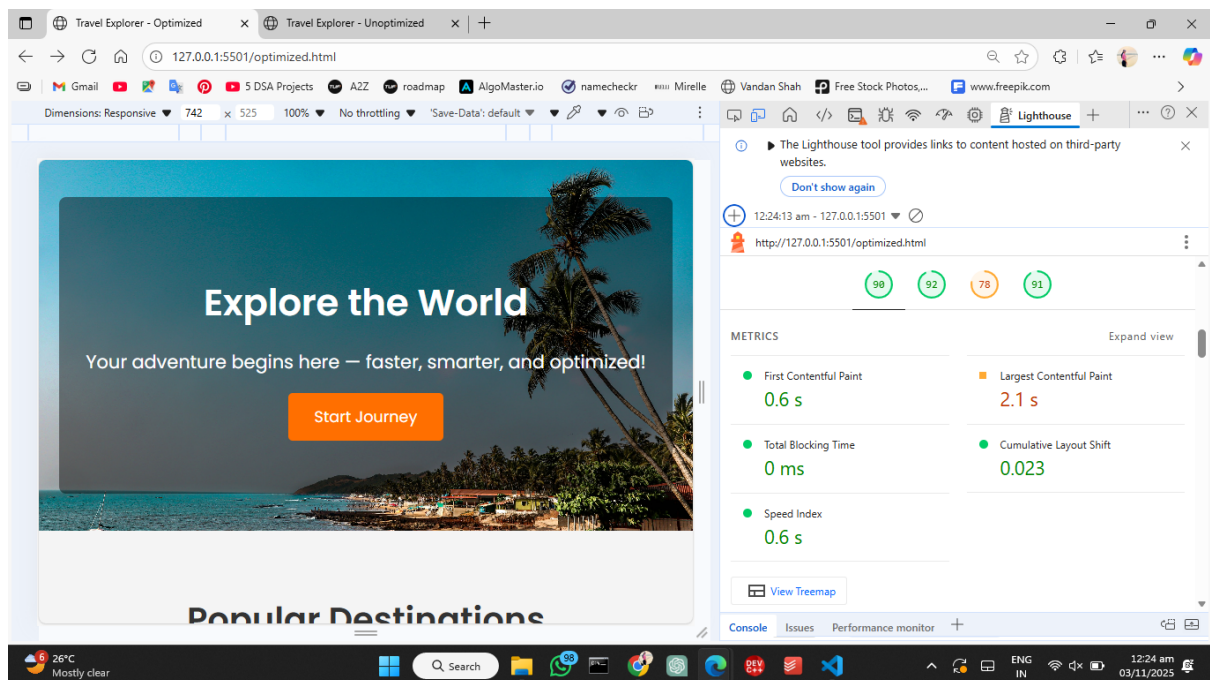 Travel Explorer - Optimized
Travel Explorer - Unoptimized
127.0.0.1:5501/optimized.html
Gmail
5 DSA Projects
A2Z
roadmap
AlgoMaster.io
namecheckr
Mirelle
Vandan Shah
Free Stock Photos,...
www.freepik.com
Dimensions: Responsive ▼ 742 x 525 100% ▼ No throttling ▼ 'Save-Data': default ▼
Lighthouse
The Lighthouse tool provides links to content hosted on third-party
websites.
Don't show again
12:24:13 am - 127.0.0.1:5501 ▼
http://127.0.0.1:5501/optimized.html
90 92 78 91
METRICS Expand view
First Contentful Paint
0.6 s
Largest Contentful Paint
2.1 s
Total Blocking Time
0 ms
Cumulative Layout Shift
0.023
Speed Index
0.6 s
View Treemap
Console Issues Performance monitor
Explore the World
Your adventure begins here — faster, smarter, and optimized!
Start Journey
Popular Destinations
6
26°C
Mostly clear
Search
98
DEV
C++
ENG
IN
12:24 am
03/11/2025